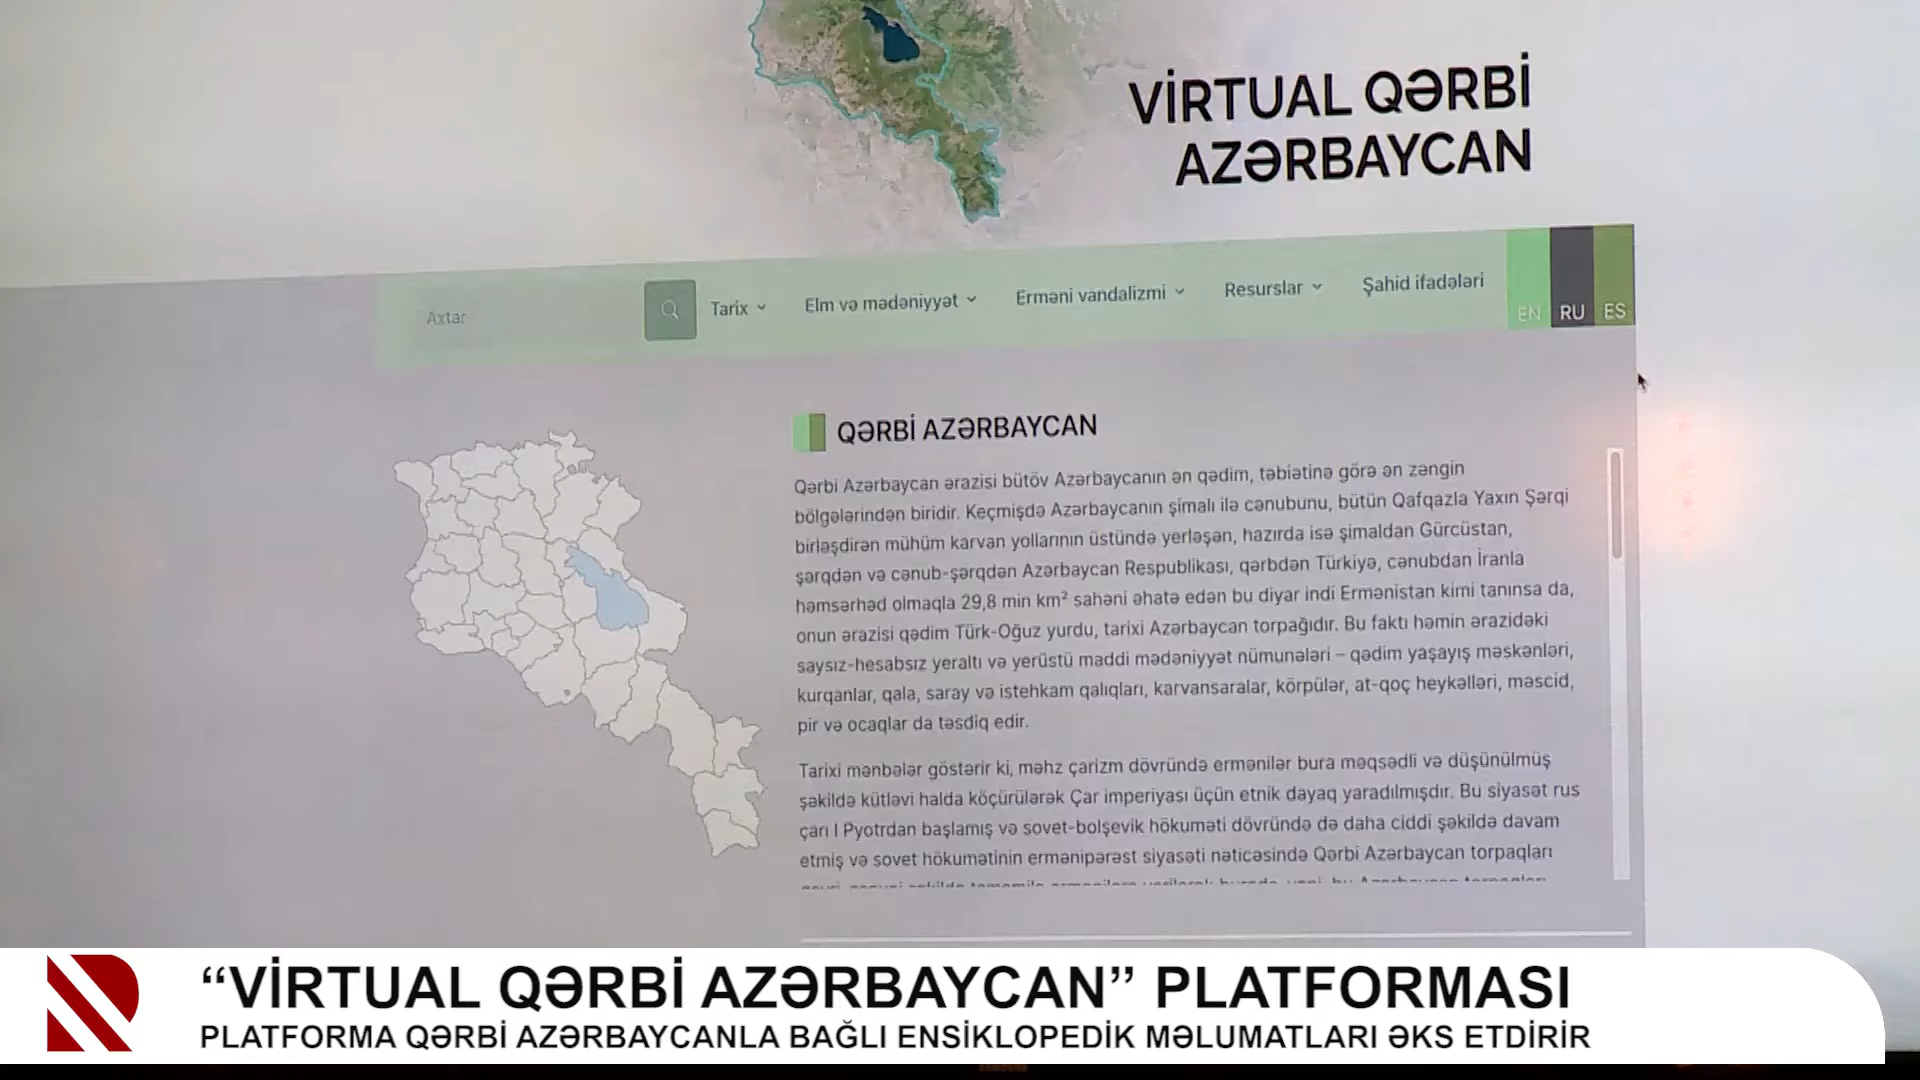 VİRTUAL QƏRBİ
AZƏRBAYCAN
Axtar
Tarix
Elm və mədəniyyət
Erməni vandalizmi
Resurslar
Şahid ifadələri
EN
RU
ES
QƏRBİ AZƏRBAYCAN
Qərbi Azərbaycan ərazisi bütöv Azərbaycanın ən qədim, təbiətinə görə ən zəngin
bölgələrindən biridir. Keçmişdə Azərbaycanın şimalı ilə cənubunu, bütün Qafqazla Yaxın Şərqi
birləşdirən mühüm karvan yollarının üstündə yerləşən, hazırda isə şimaldan Gürcüstan,
şərqdən və cənub-şərqdən Azərbaycan Respublikası, qərbdən Türkiyə, cənubdan İranla
həmsərhəd olmaqla 29,8 min km² sahəni əhatə edən bu diyar indi Ermənistan kimi tanınsa da,
onun ərazisi qədim Türk-Oğuz yurdu, tarixi Azərbaycan torpağıdır. Bu faktı həmin ərazidəki
saysız-hesabsız yeraltı və yerüstü maddi mədəniyyət nümunələri – qədim yaşayış məskənləri,
kurqanlar, qala, saray və istehkam qalıqları, karvansaralar, körpülər, at-qoç heykəlləri, məscid,
pir və ocaqlar da təsdiq edir.
Tarixi mənbələr göstərir ki, məhz çarizm dövründə ermənilər bura məqsədli və düşünülmüş
şəkildə kütləvi halda köçürülərək Çar imperiyası üçün etnik dayaq yaradılmışdır. Bu siyasət rus
çarı I Pyotrdan başlamış və sovet-bolşevik hökuməti dövründə də daha ciddi şəkildə davam
etmiş və sovet hökumətinin ermənipərəst siyasəti nəticəsində Qərbi Azərbaycan torpaqları
“VİRTUAL QƏRBİ AZƏRBAYCAN” PLATFORMASI
PLATFORMA QƏRBİ AZƏRBAYCANLA BAĞLI ENSİKLOPEDİK MƏLUMATLARI ƏKS ETDİRİR